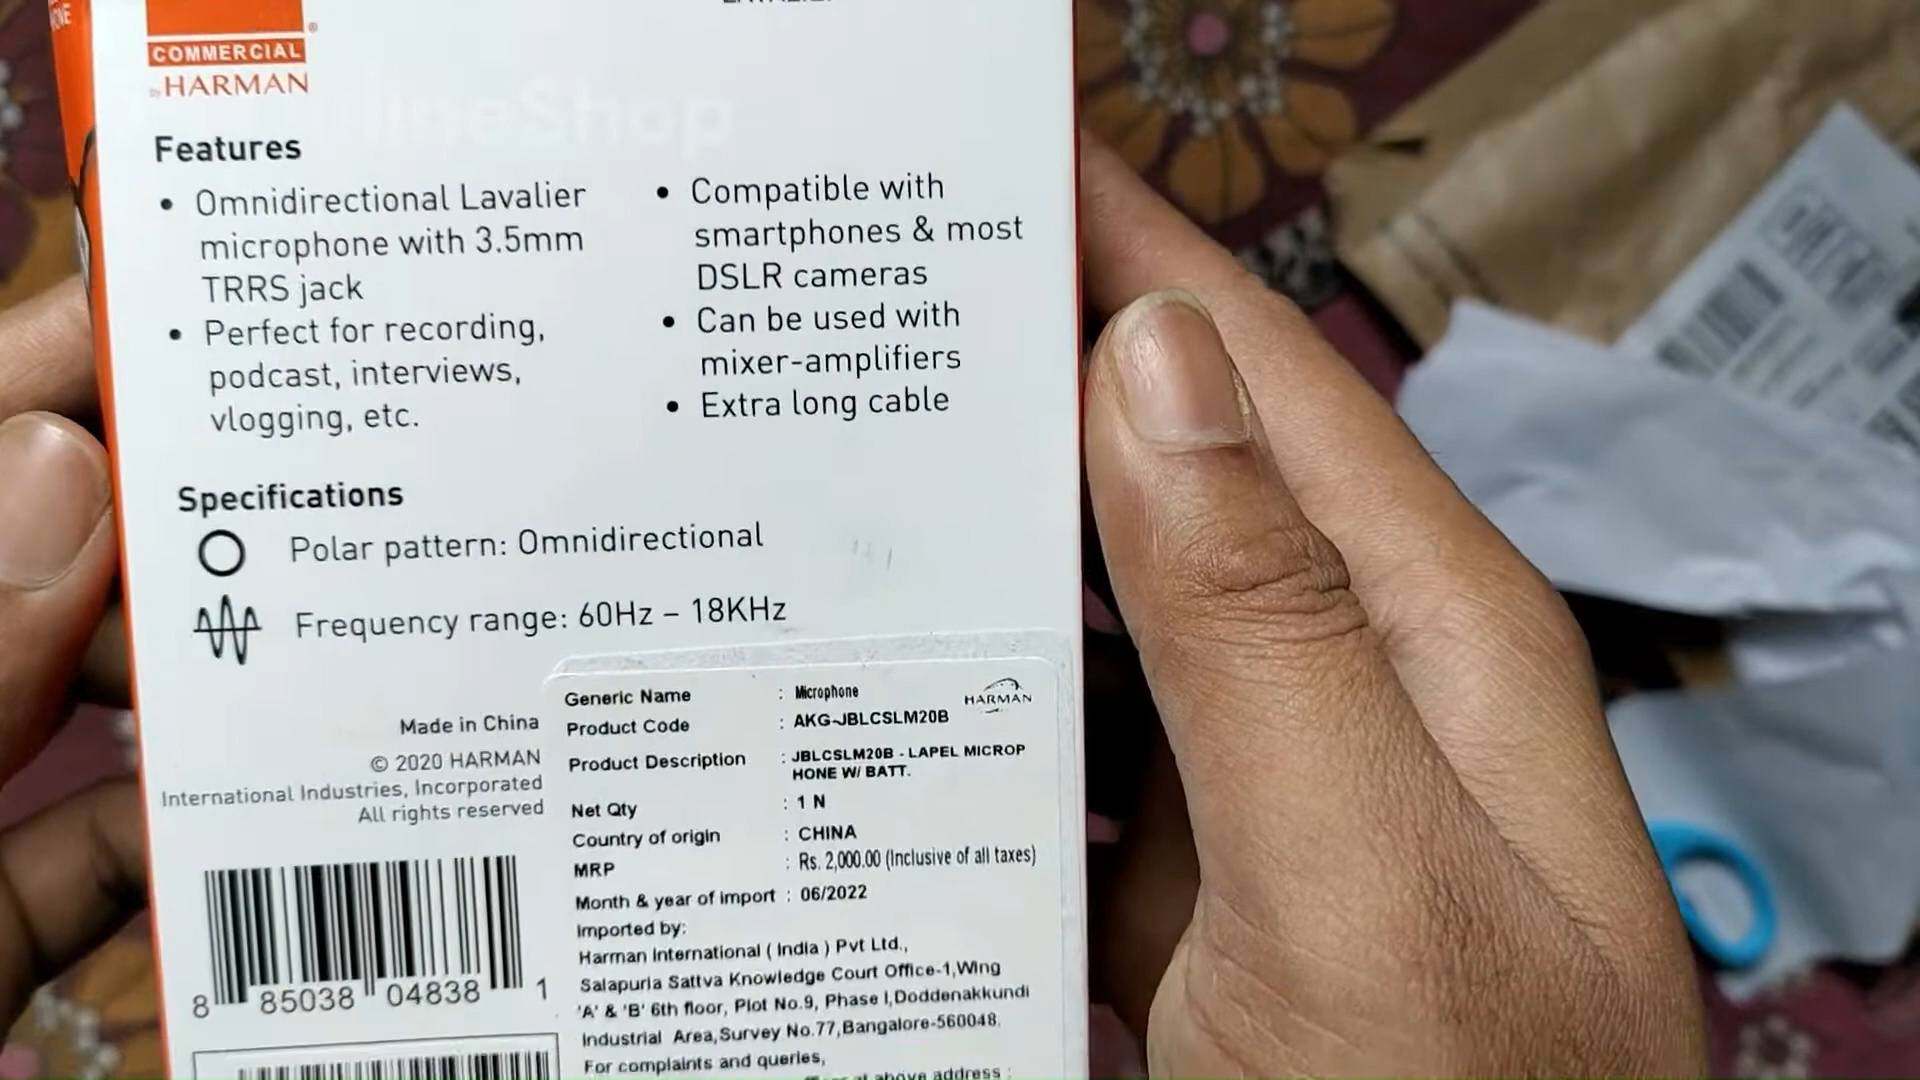 COMMERCIAL
by HARMAN
lineShop
Features
• Omnidirectional Lavalier
microphone with 3.5mm
TRRS jack
• Perfect for recording,
podcast, interviews,
vlogging, etc.
• Compatible with
smartphones & most
DSLR cameras
• Can be used with
mixer-amplifiers
• Extra long cable
Specifications
Polar pattern: Omnidirectional
Frequency range: 60Hz – 18KHz
Made in China
© 2020 HARMAN
International Industries, Incorporated
All rights reserved
8 85038 04838 1
HARMAN
Generic Name : Microphone
Product Code : AKG-JBLCSLM20B
Product Description : JBLCSLM20B - LAPEL MICROP
HONE W/ BATT.
Net Qty : 1 N
Country of origin : CHINA
MRP : Rs. 2,000.00 (Inclusive of all taxes)
Month & year of import : 06/2022
Imported by:
Harman International ( India ) Pvt Ltd.,
Salapuria Sattva Knowledge Court Office-1,Wing
'A' & 'B' 6th floor, Plot No.9, Phase I,Doddenakkundi
Industrial Area,Survey No.77,Bangalore-560048.
For complaints and queries,
at above address :